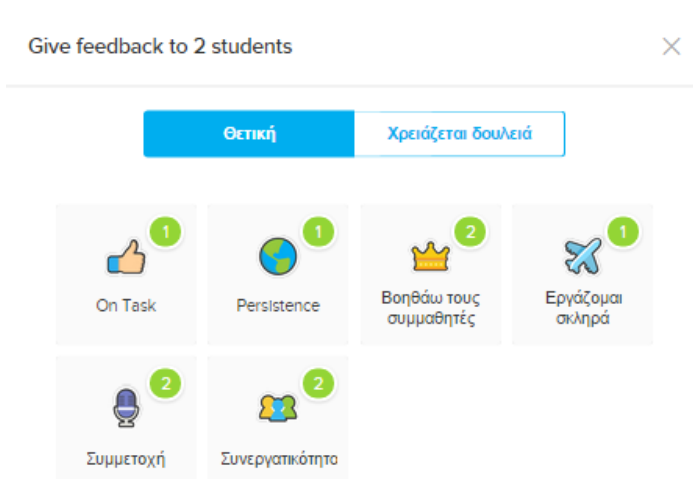 Give feedback to 2 students
Θετική
Χρειάζεται δουλειά
1
1
2
1
On Task
Persistence
Βοηθάω τους
συμμαθητές
Εργάζομαι
σκληρά
2
2
Συμμετοχή
Συνεργατικότητα